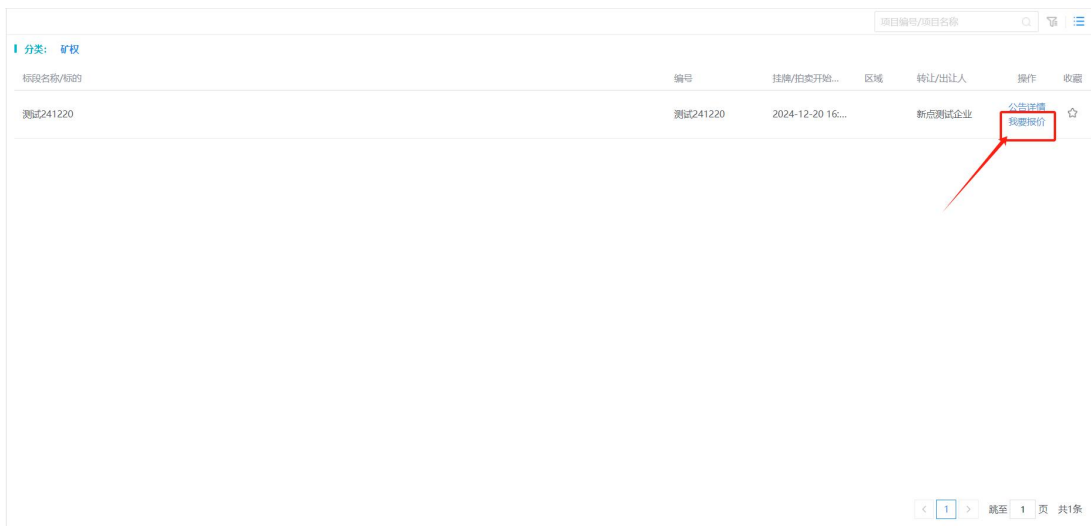 项目编号/项目名称
分类： 矿权
标段名称/标的 编号 挂牌/拍卖开始... 区域 转让/出让人 操作 收藏
测试241220 测试241220 2024-12-20 16:... 新点测试企业 公告详情
我要报价
1 跳至 1 页 共1条